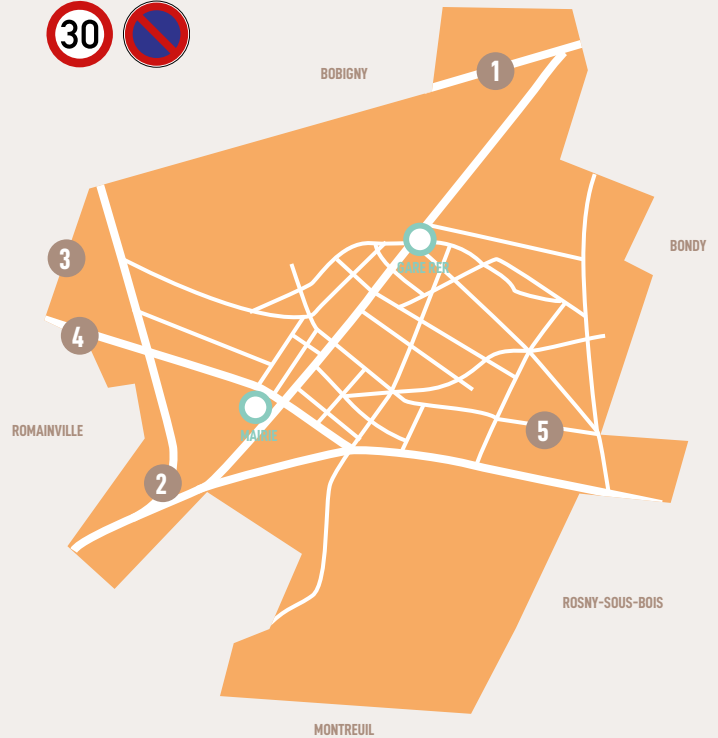 30
BOBIGNY
1
GARE RER
BONDY
3
4
MAIRIE
ROMAINVILLE
5
2
ROSNY-SOUS-BOIS
MONTREUIL